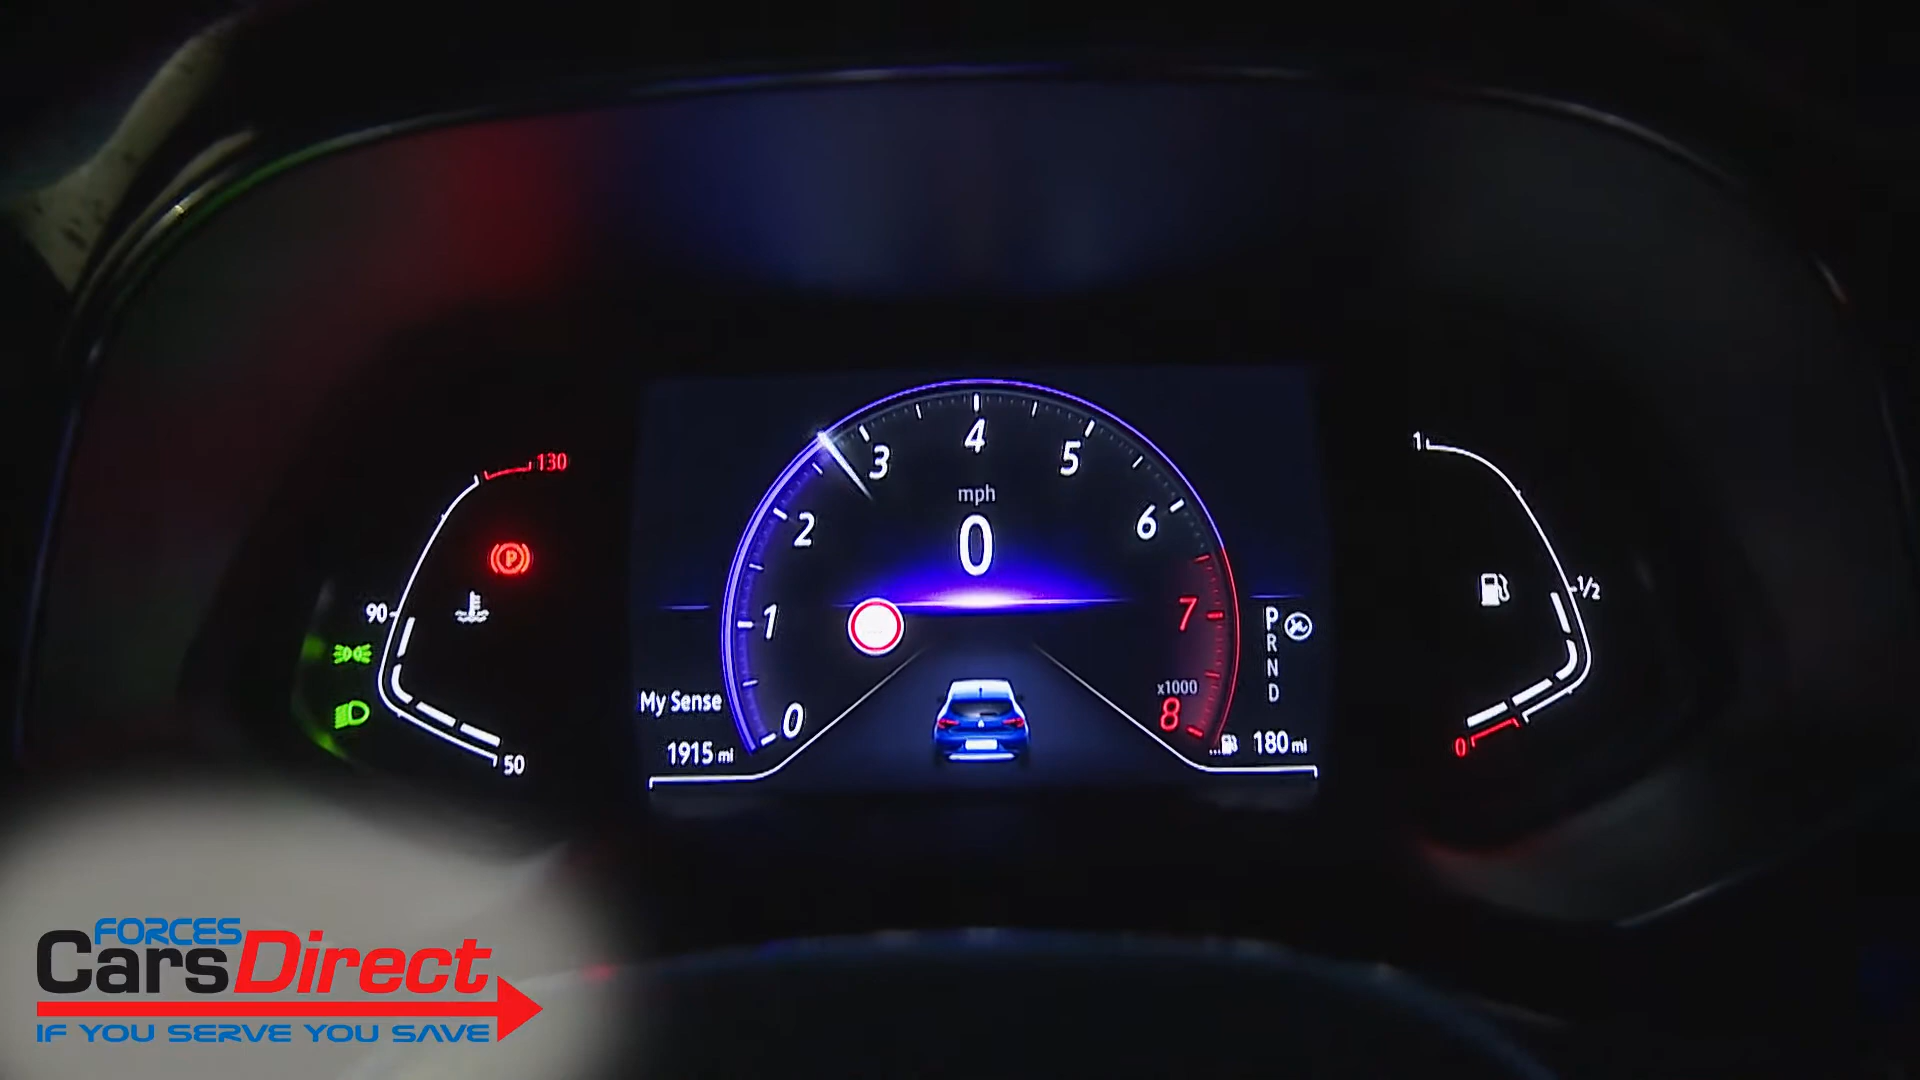 130
P
90
50
My Sense
1915 mi
0
1
2
3
4
5
6
7
8
x1000
mph
0
P
R
N
D
180 mi
1
1/2
0
FORCES
CarsDirect
IF YOU SERVE YOU SAVE